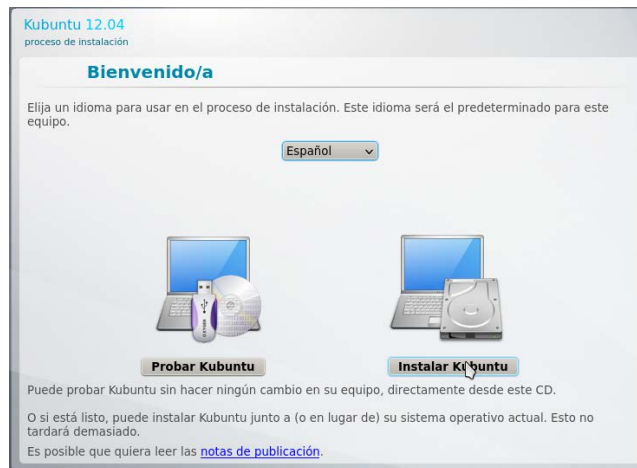 Kubuntu 12.04
proceso de instalación
Bienvenido/a
Elija un idioma para usar en el proceso de instalación. Este idioma será el predeterminado para este
equipo.
Español
Probar Kubuntu
Instalar Kubuntu
Puede probar Kubuntu sin hacer ningún cambio en su equipo, directamente desde este CD.
O si está listo, puede instalar Kubuntu junto a (o en lugar de) su sistema operativo actual. Esto no
tardará demasiado.
Es posible que quiera leer las notas de publicación.